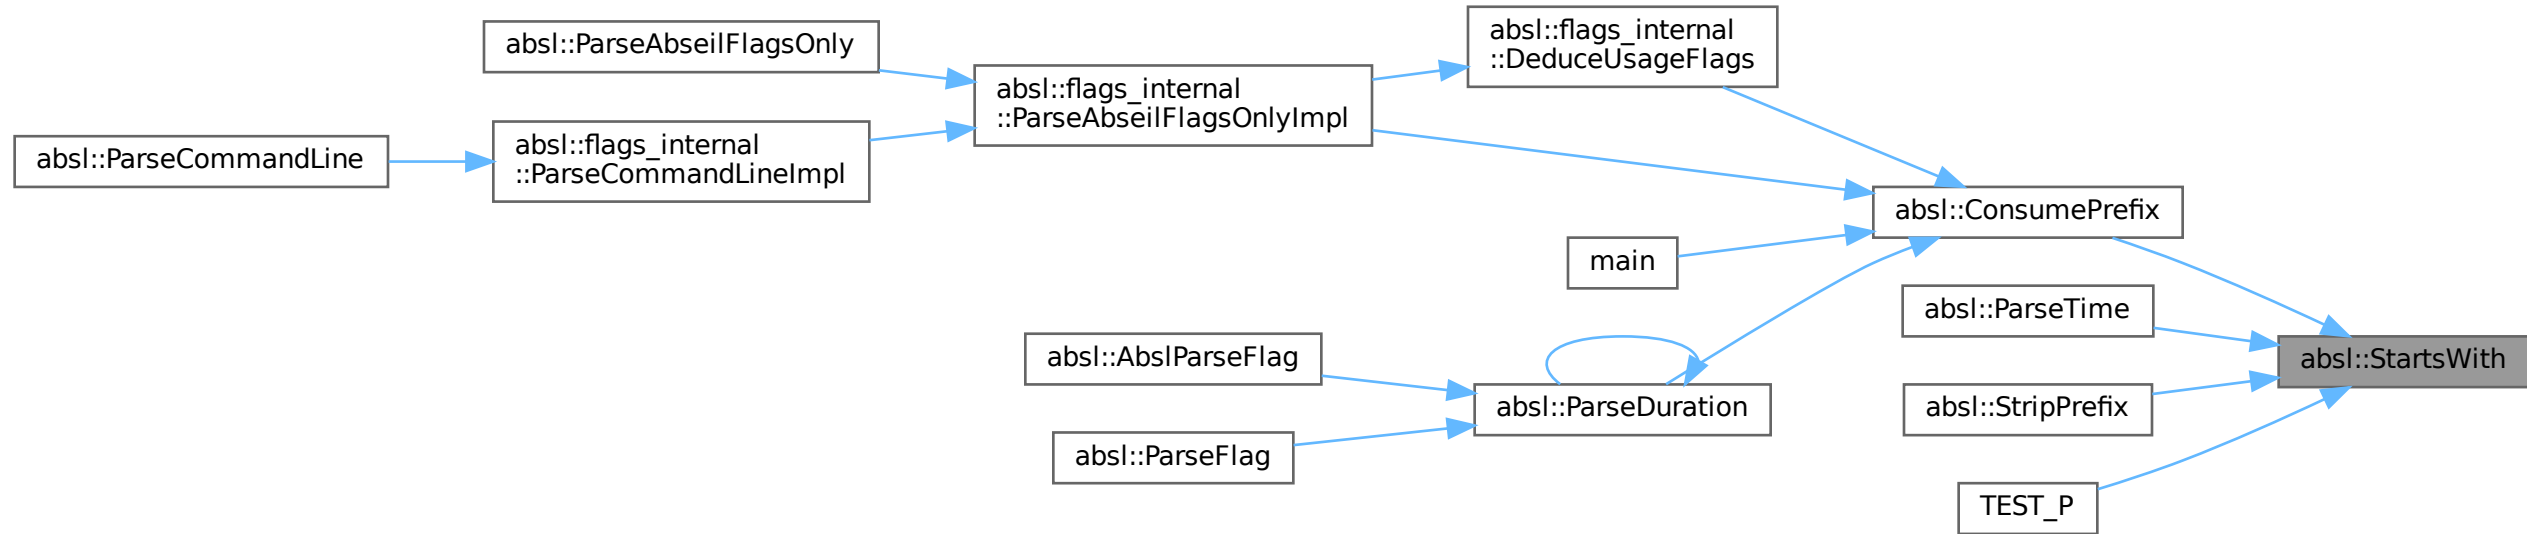 absl::ParseAbseilFlagsOnly
absl::flags_internal
::DeduceUsageFlags
absl::flags_internal
::ParseAbseilFlagsOnlyImpl
absl::ParseCommandLine
absl::flags_internal
::ParseCommandLineImpl
absl::ConsumePrefix
main
absl::ParseTime
absl::AbslParseFlag
absl::StartsWith
absl::ParseDuration
absl::StripPrefix
absl::ParseFlag
TEST_P